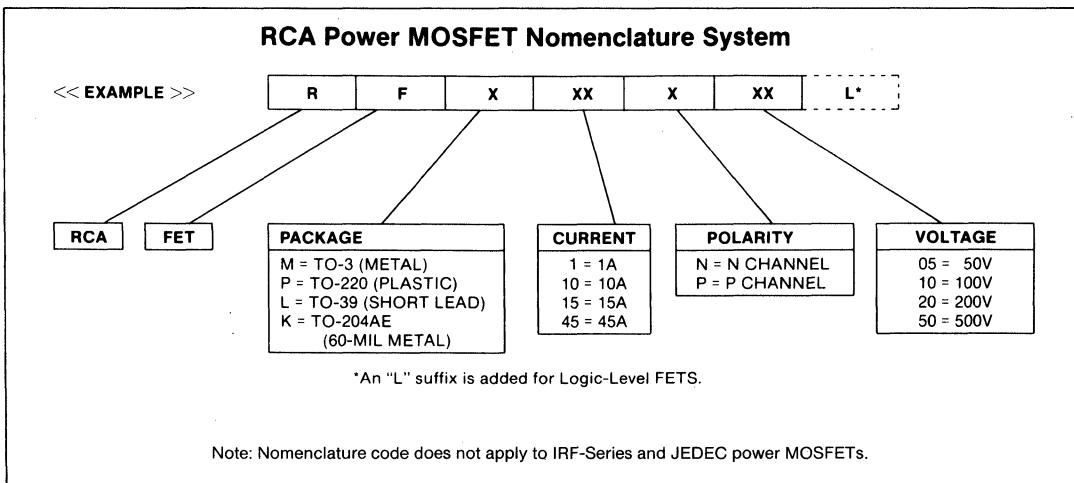 RCA Power MOSFET Nomenclature System
<< EXAMPLE >>
R F X XX X XX L*
RCA
FET
PACKAGE
M = TO-3 (METAL)
P = TO-220 (PLASTIC)
L = TO-39 (SHORT LEAD)
K = TO-204AE
(60-MIL METAL)
CURRENT
1 = 1A
10 = 10A
15 = 15A
45 = 45A
POLARITY
N = N CHANNEL
P = P CHANNEL
VOLTAGE
05 = 50V
10 = 100V
20 = 200V
50 = 500V
*An "L" suffix is added for Logic-Level FETS.
Note: Nomenclature code does not apply to IRF-Series and JEDEC power MOSFETs.